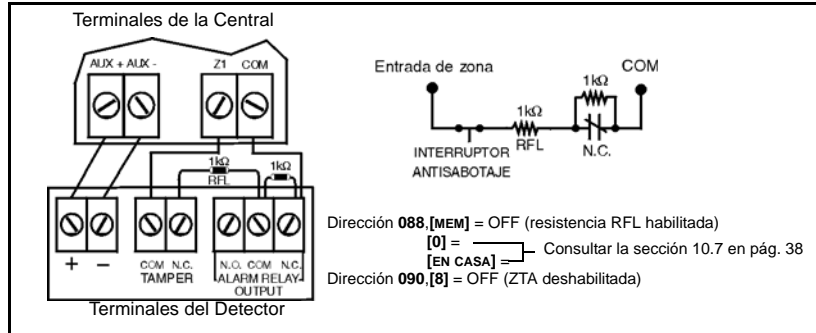 Terminales de la Central
AUX + AUX -
Z1 COM
1kΩ
RFL
1kΩ
+ -
COM N.C.
TAMPER
N.O. COM N.C.
ALARM RELAY
OUTPUT
Terminales del Detector
Entrada de zona
COM
1kΩ
1kΩ
RFL
N.C.
INTERRUPTOR
ANTISABOTAJE
Dirección 088,[MEM] = OFF (resistencia RFL habilitada)
[0] =
[EN CASA] =
Consultar la sección 10.7 en pág. 38
Dirección 090,[8] = OFF (ZTA deshabilitada)